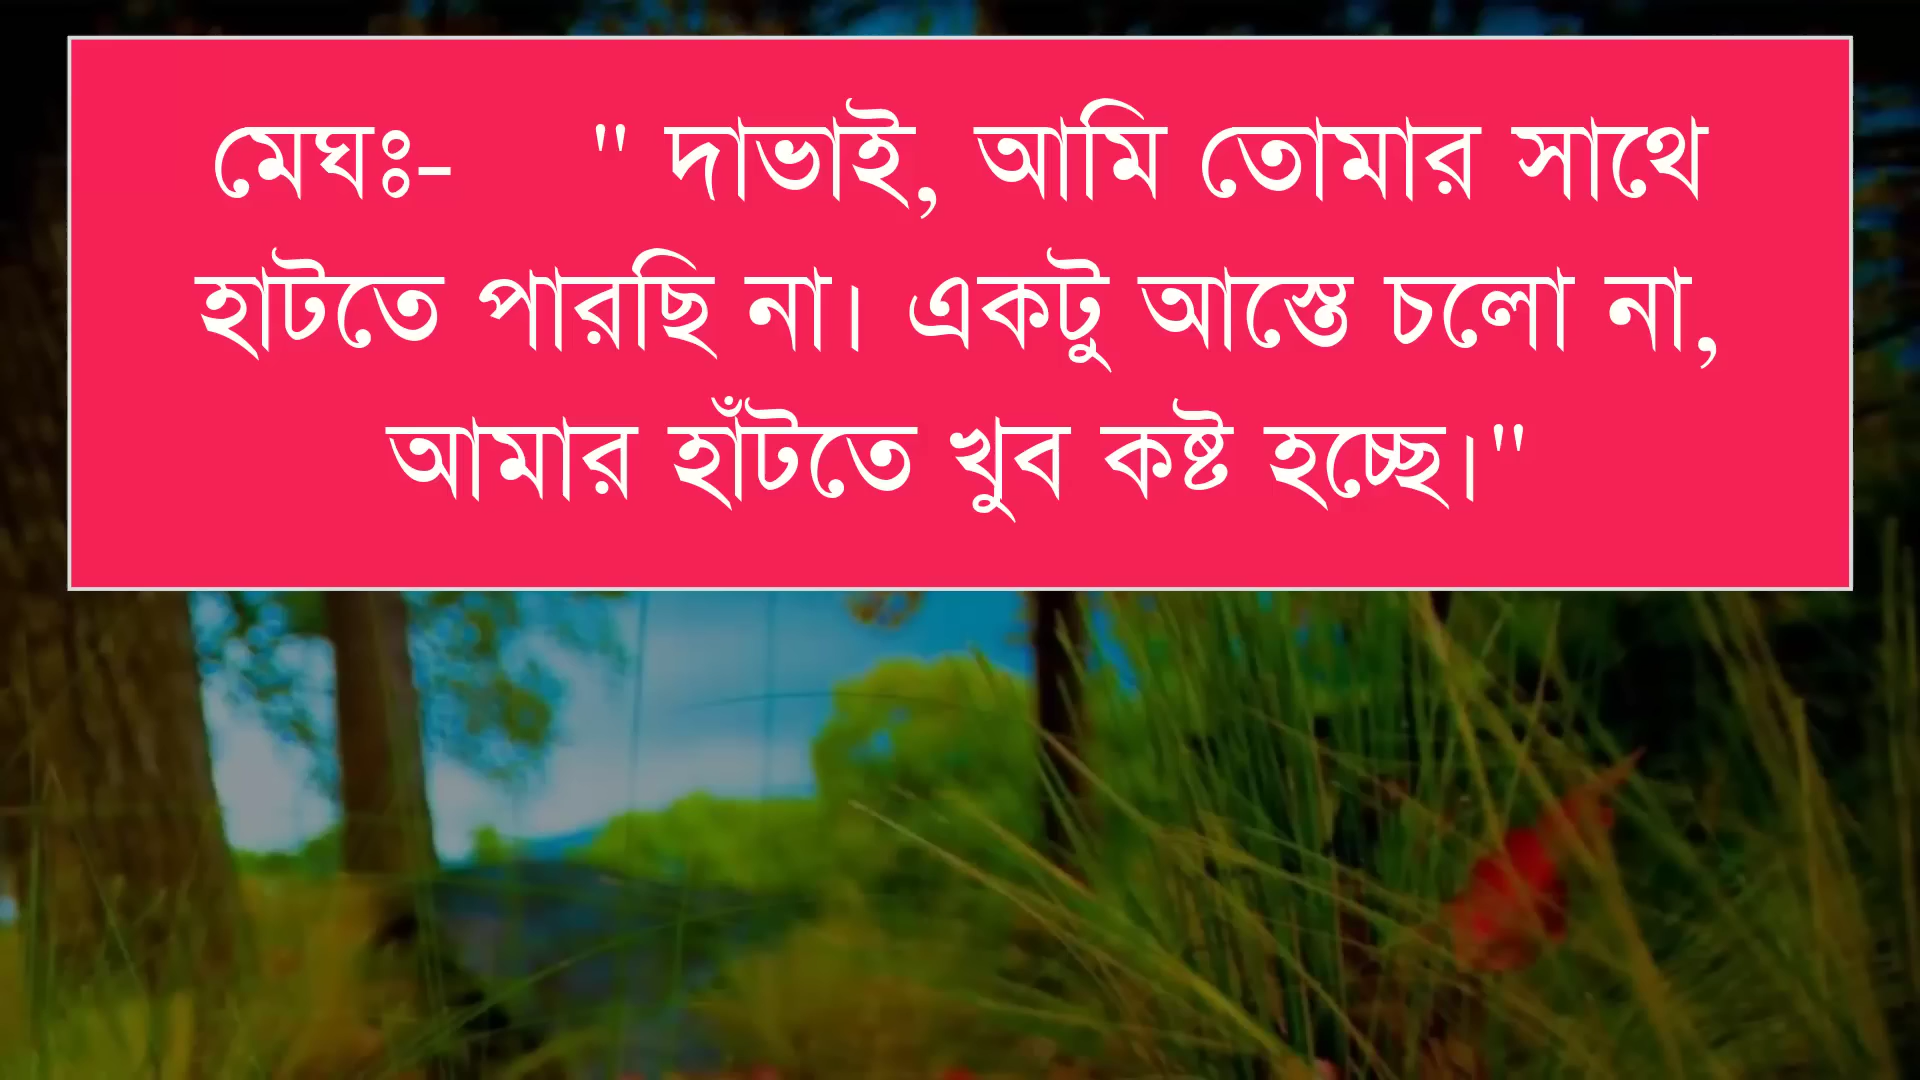 মেঘঃ- " দাভাই, আমি তোমার সাথে
হাটতে পারছি না। একটু আস্তে চলো না,
আমার হাঁটতে খুব কষ্ট হচ্ছে।"